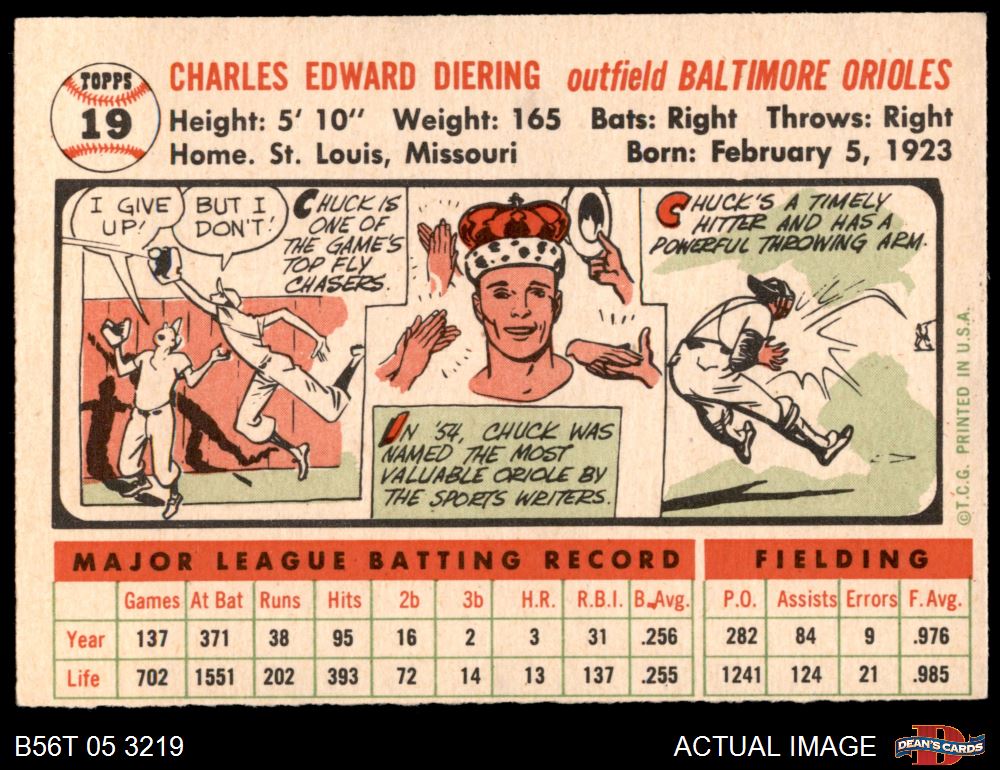 TOPPS
19
CHARLES EDWARD DIERING outfield BALTIMORE ORIOLES
Height: 5' 10" Weight: 165 Bats: Right Throws: Right
Home. St. Louis, Missouri Born: February 5, 1923
I GIVE
UP!
BUT I
DON'T!
CHUCK IS
ONE OF
THE GAME'S
TOP FLY
CHASERS.
IN '54, CHUCK WAS
NAMED THE MOST
VALUABLE ORIOLE BY
THE SPORTS WRITERS.
CHUCK'S A TIMELY
HITTER AND HAS A
POWERFUL THROWING ARM.
©T.C.G. PRINTED IN U.S.A.
MAJOR LEAGUE BATTING RECORD FIELDING
Games At Bat Runs Hits 2b 3b H.R. R.B.I. B.Avg. P.O. Assists Errors F.Avg.
Year 137 371 38 95 16 2 3 31 .256 282 84 9 .976
Life 702 1551 202 393 72 14 13 137 .255 1241 124 21 .985
B56T 05 3219 ACTUAL IMAGE D DEAN'S CARDS